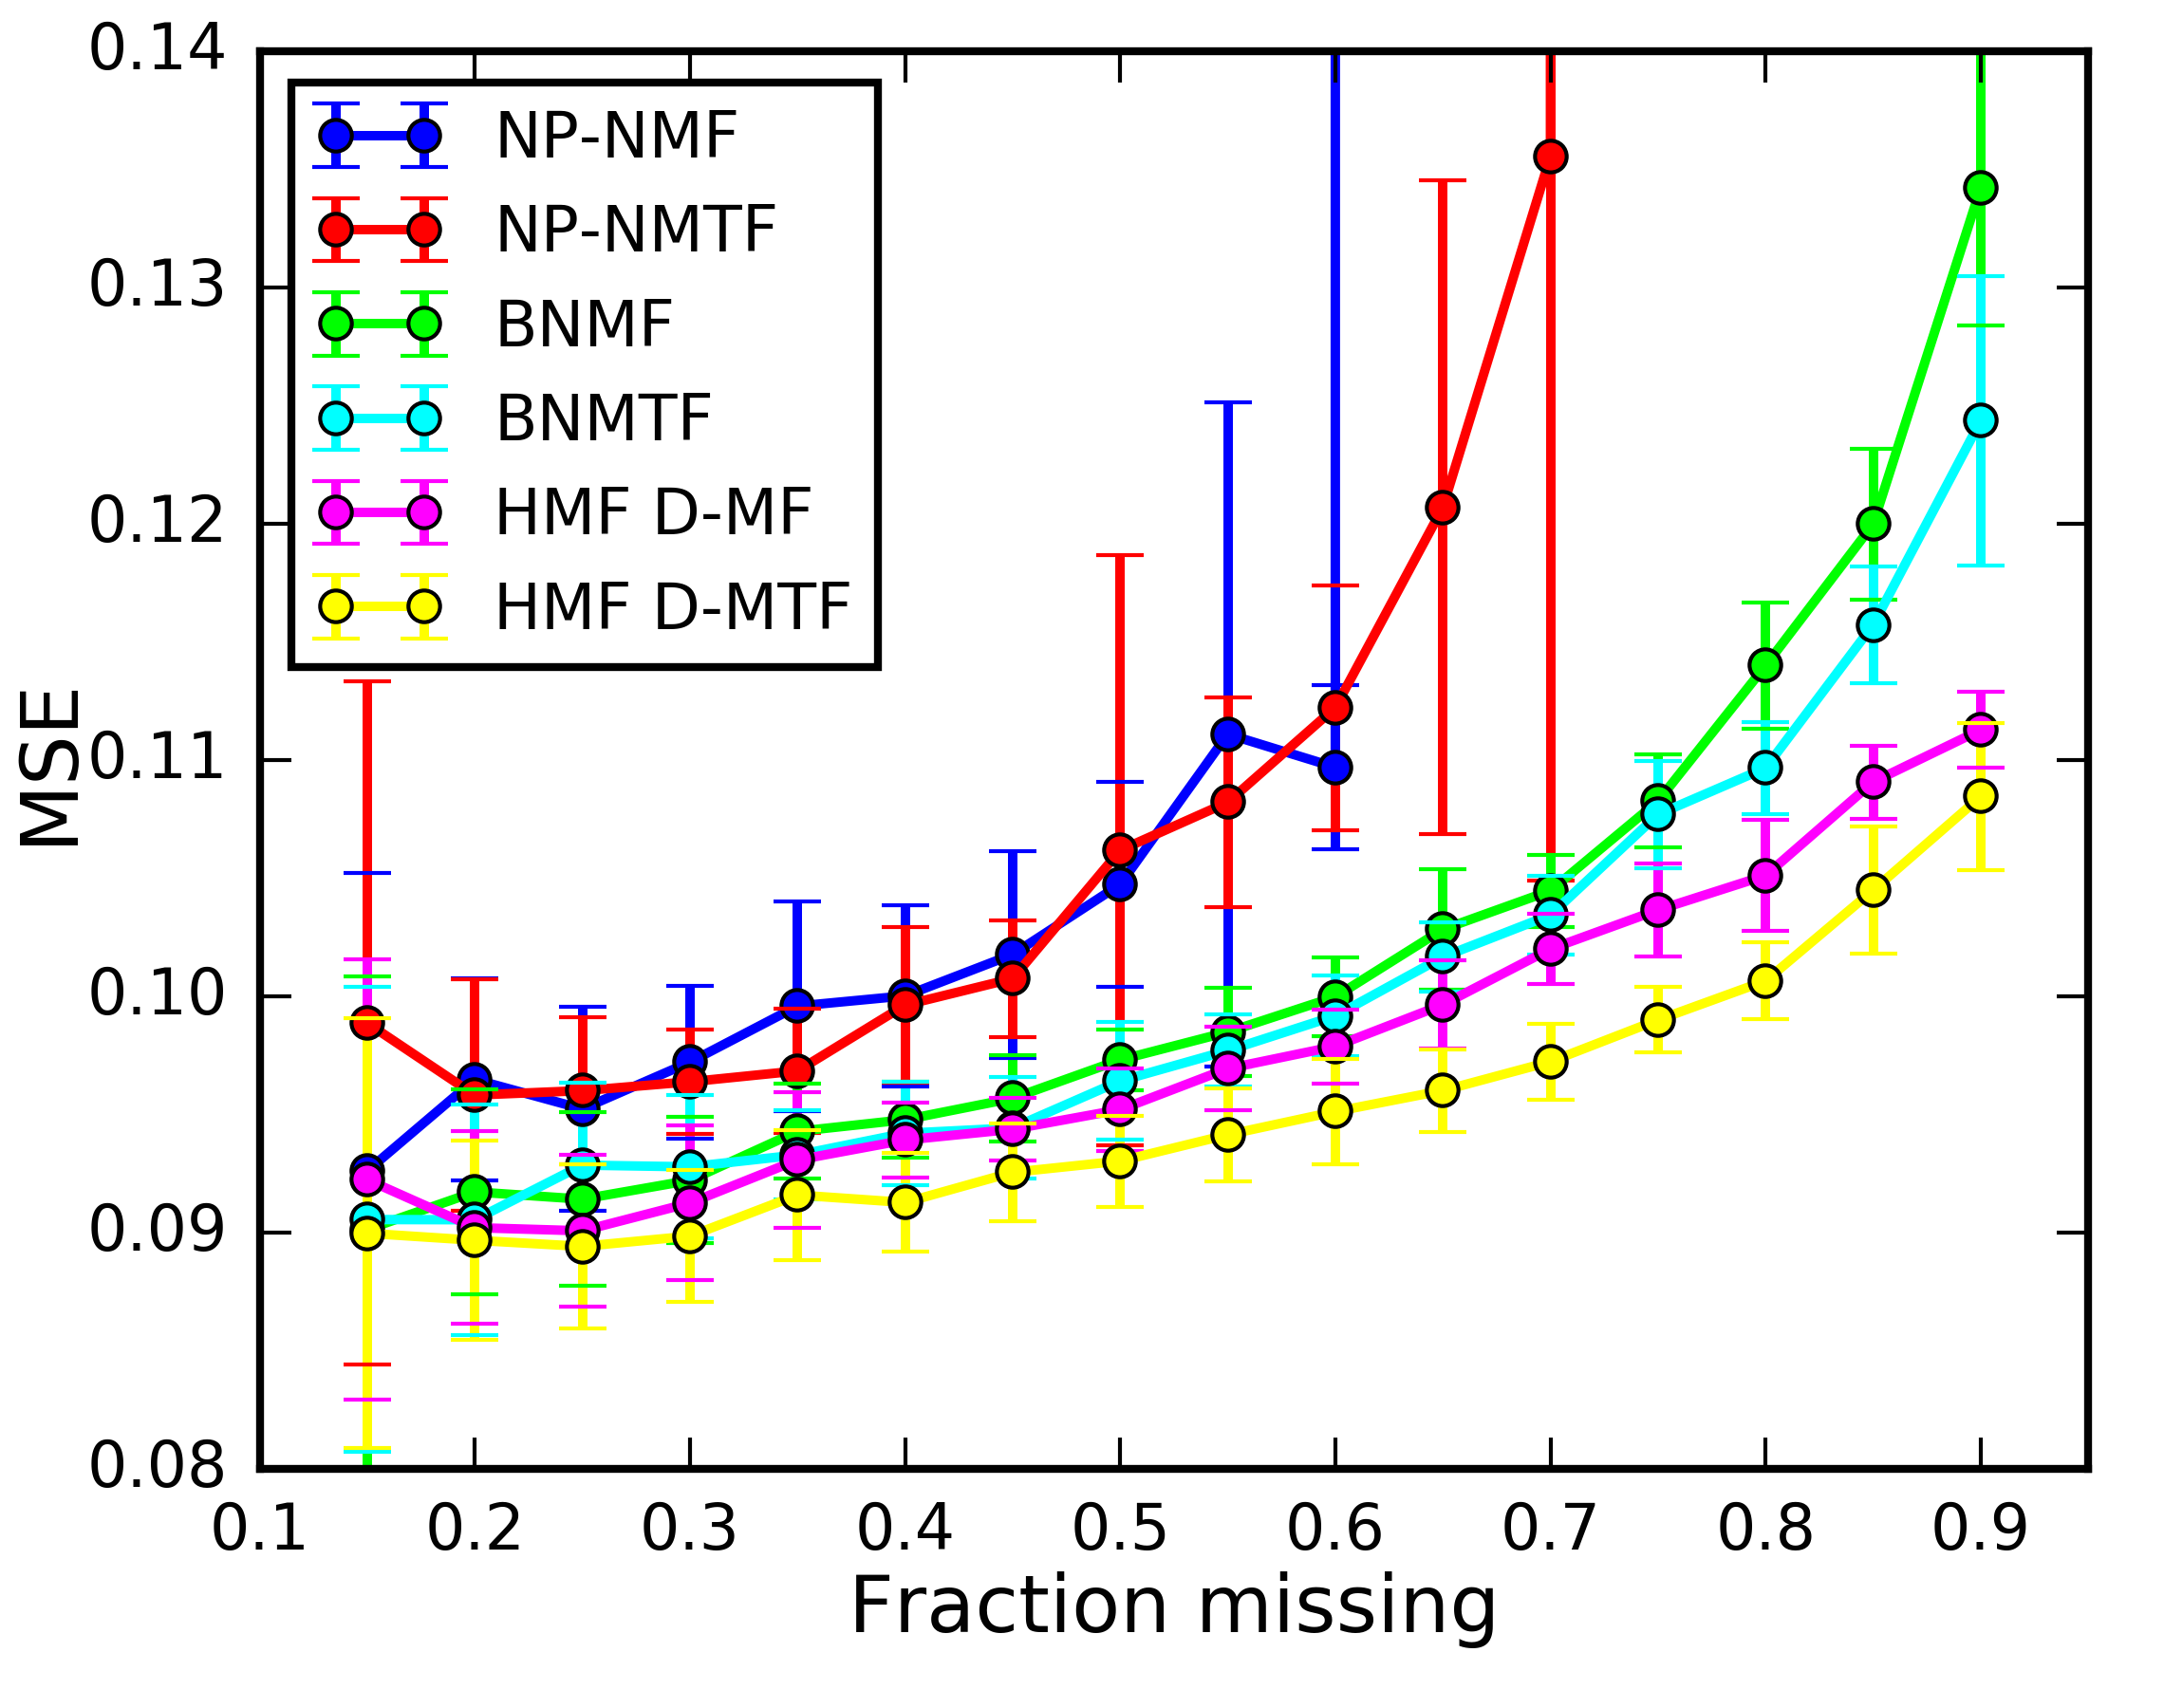 0.14
0.13
0.12
0.11
0.10
0.09
0.08
MSE
NP-NMF
NP-NMTF
BNMF
BNMTF
HMF D-MF
HMF D-MTF
0.1 0.2 0.3 0.4 0.5 0.6 0.7 0.8 0.9
Fraction missing